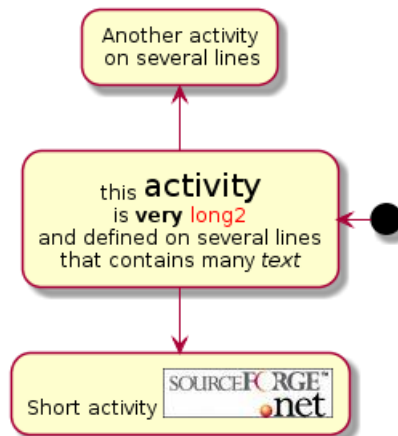 Another activity
on several lines
this activity
is very long2
and defined on several lines
that contains many text
Short activity
SOURCEFORGE™
.net